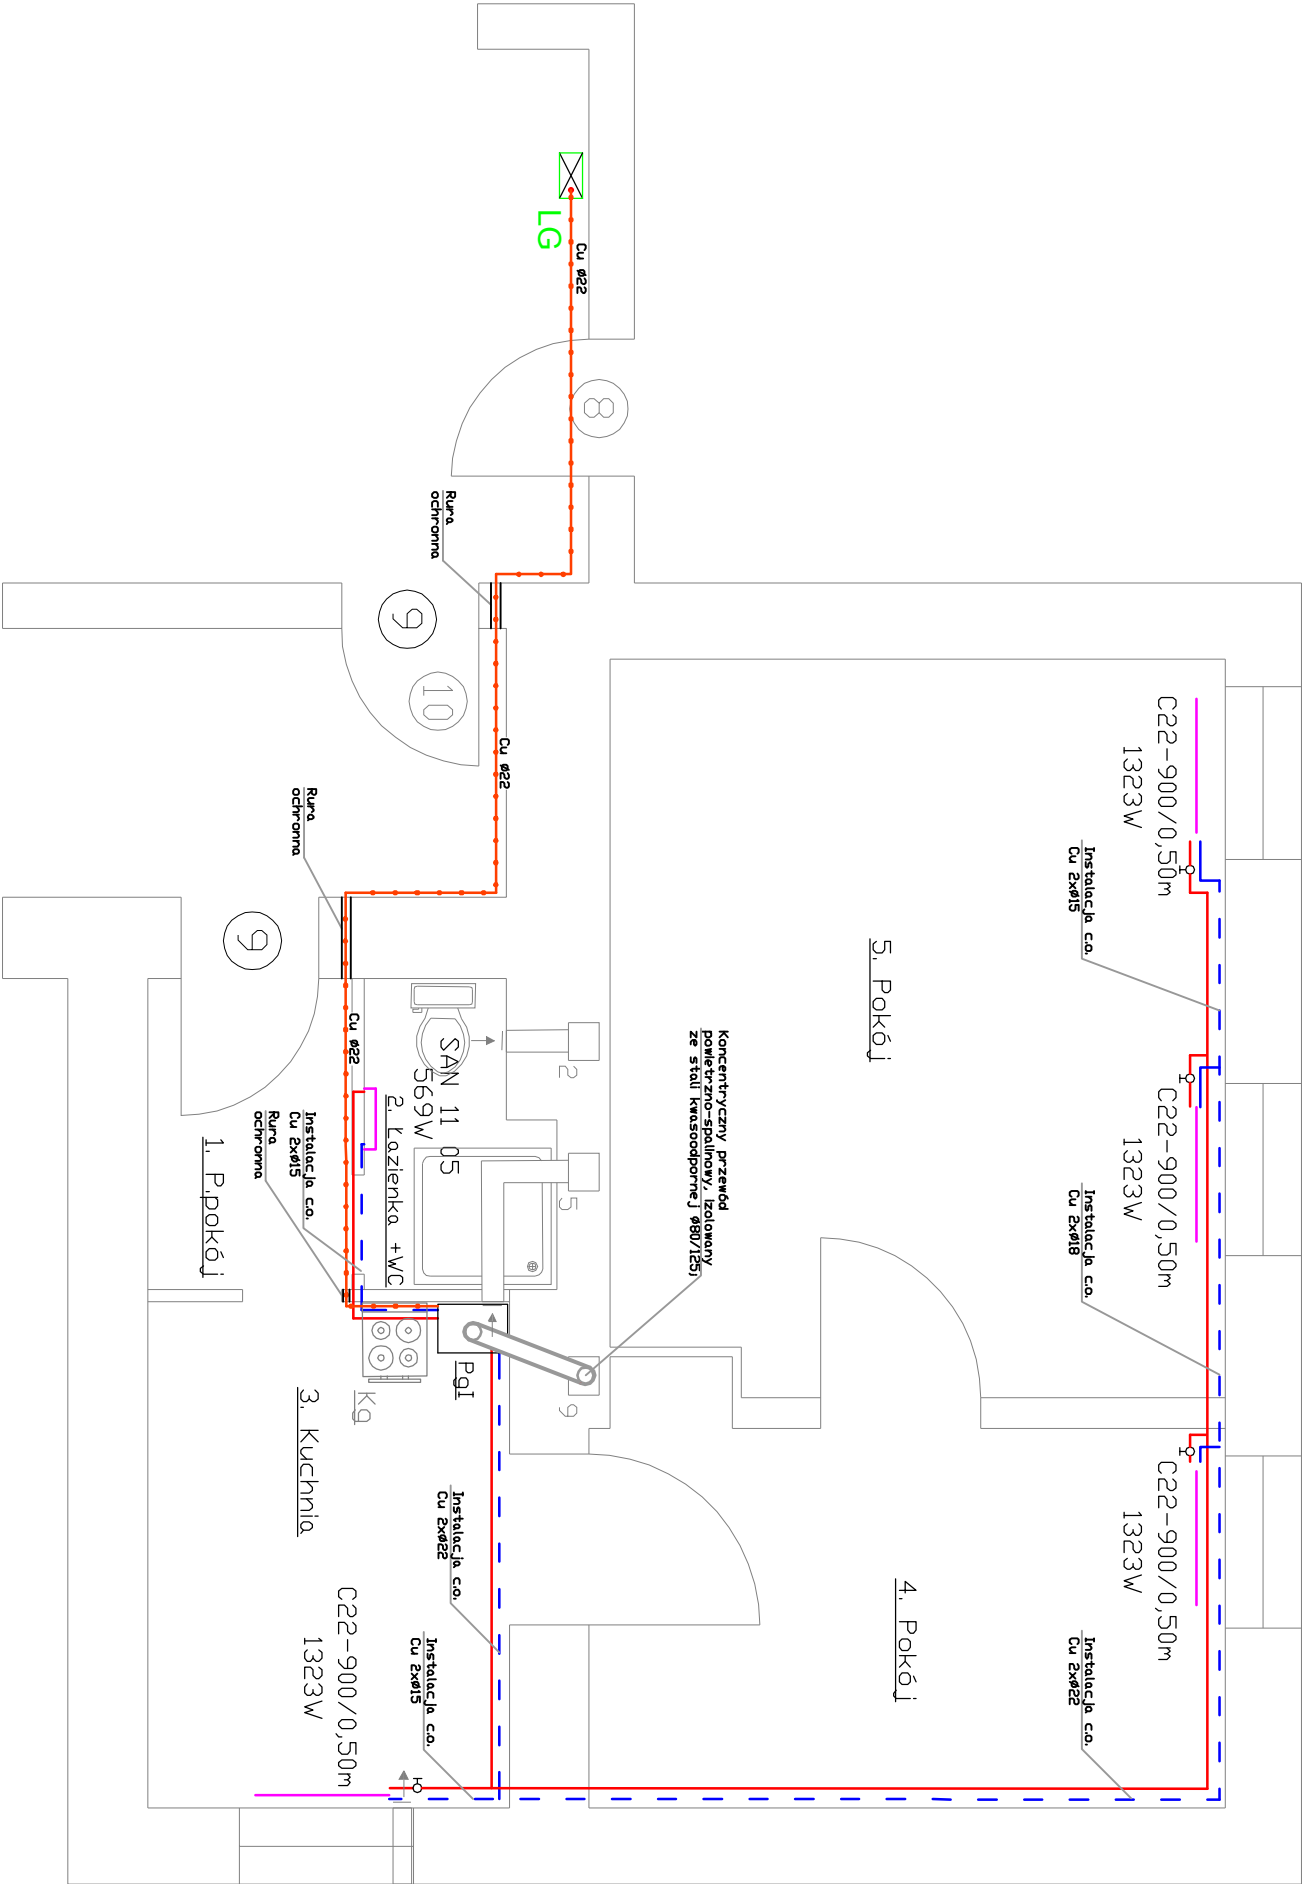 LG
Cu ø22
8
Rura
ochronna
9
10
Cu ø22
Rura
ochronna
9
Cu ø22
C22-900/0,50m
1323W
Instalacja c.o.
Cu 2xø15
5. Pokój
SAN 11 05
569W
2
2. Łazienka +WC
Koncentryczny przewód
powietrzno-spalinowy, izolowany
ze stali kwasoodpornej ø80/125;
C22-900/0,50m
1323W
Instalacja c.o.
Cu 2xø18
Instalacja c.o.
Cu 2xø15
Rura
ochronna
1. P.pokój
5
PgI
Kg
9
3. Kuchnia
C22-900/0,50m
1323W
Instalacja c.o.
Cu 2xø22
4. Pokój
Instalacja c.o.
Cu 2xø22
Instalacja c.o.
Cu 2xø15
C22-900/0,50m
1323W